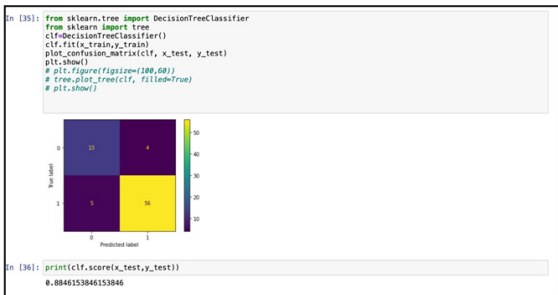 In [35]: from sklearn.tree import DecisionTreeClassifier
from sklearn import tree
clf=DecisionTreeClassifier()
clf.fit(x_train,y_train)
plot_confusion_matrix(clf, x_test, y_test)
plt.show()
# plt.figure(figsize=(100,60))
# tree.plot_tree(clf, filled=True)
# plt.show()
0 13 4
1 5 56
True label
0 1
Predicted label
50
40
30
20
10
In [36]: print(clf.score(x_test,y_test))
0.8846153846153846